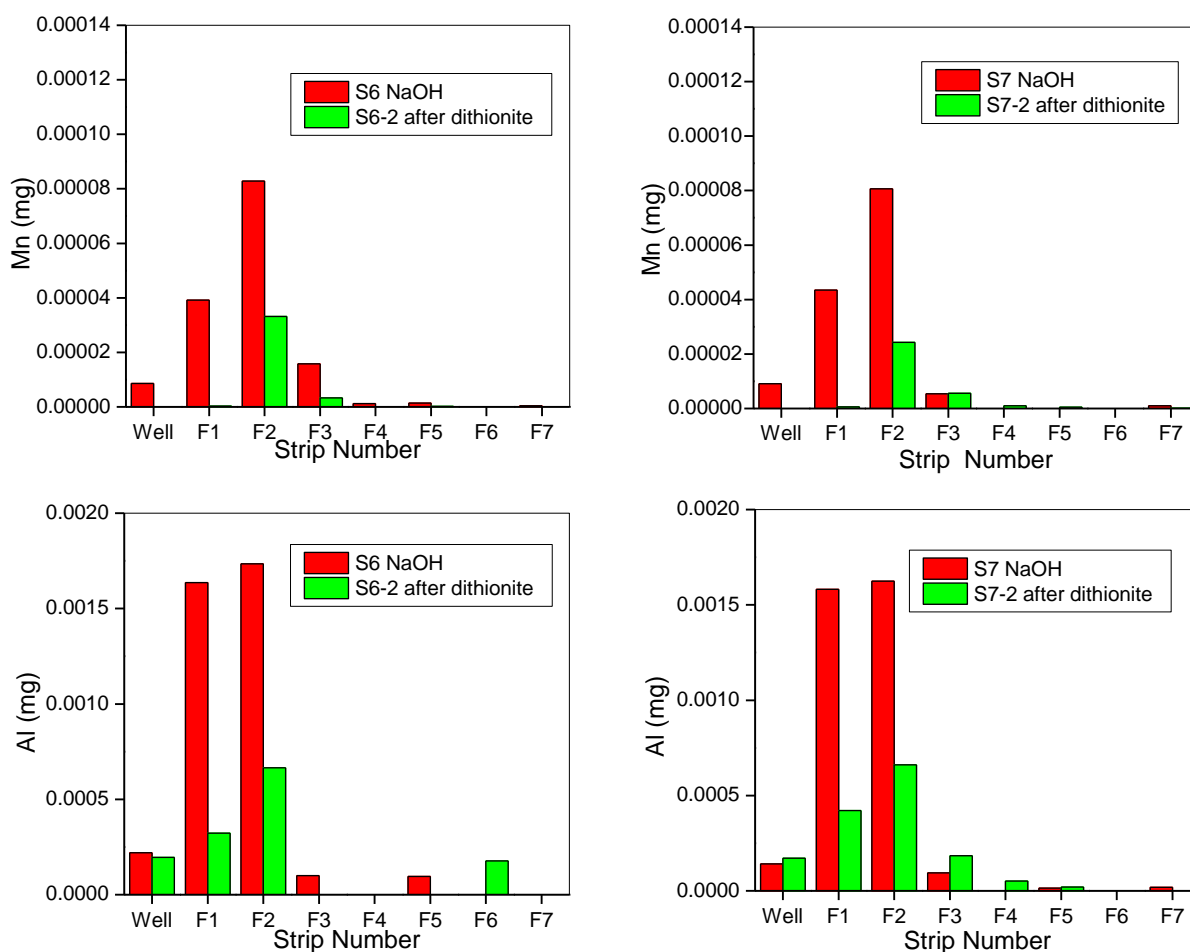 0.00014
0.00012
0.00010
0.00008
0.00006
0.00004
0.00002
0.00000
Mn (mg)
S6 NaOH
S6-2 after dithionite
Well F1 F2 F3 F4 F5 F6 F7
Strip Number
0.00014
0.00012
0.00010
0.00008
0.00006
0.00004
0.00002
0.00000
Mn (mg)
S7 NaOH
S7-2 after dithionite
Well F1 F2 F3 F4 F5 F6 F7
Strip Number
0.0020
0.0015
0.0010
0.0005
0.0000
Al (mg)
S6 NaOH
S6-2 after dithionite
Well F1 F2 F3 F4 F5 F6 F7
Strip Number
0.0020
0.0015
0.0010
0.0005
0.0000
Al (mg)
S7 NaOH
S7-2 after dithionite
Well F1 F2 F3 F4 F5 F6 F7
Strip Number